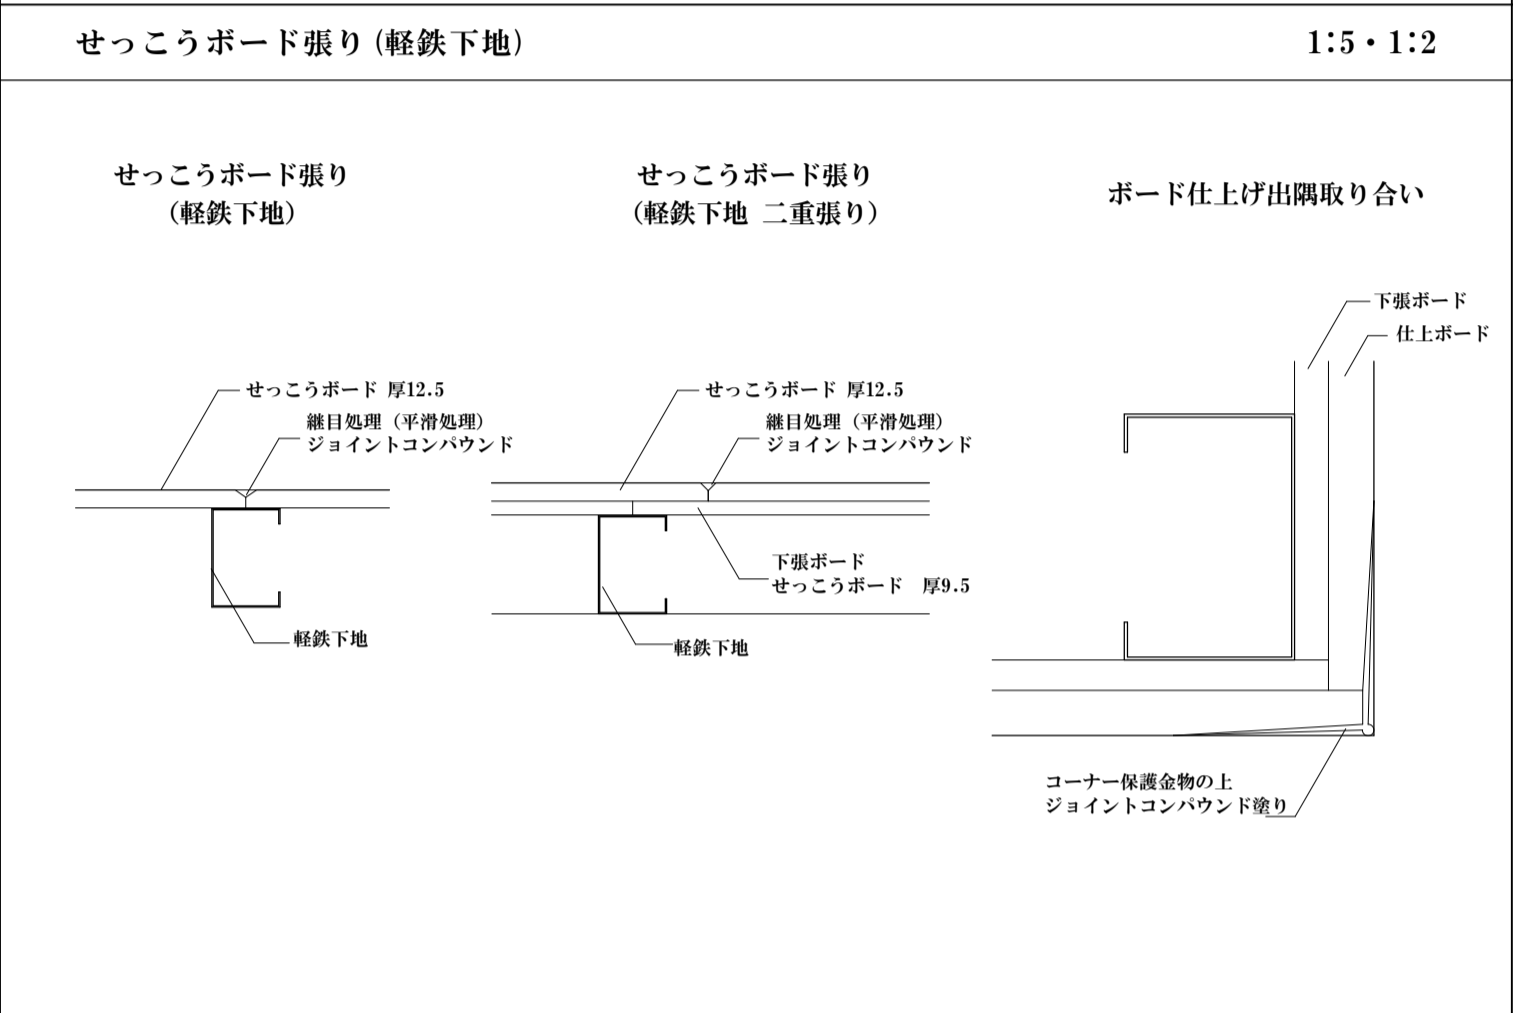 せっこうボード張り(軽鉄下地)
1:5・1:2
せっこうボード張り
（軽鉄下地）
せっこうボード 厚12.5
継目処理（平滑処理）
ジョイントコンパウンド
軽鉄下地
せっこうボード張り
（軽鉄下地 二重張り）
せっこうボード 厚12.5
継目処理（平滑処理）
ジョイントコンパウンド
下張ボード
せっこうボード　厚9.5
軽鉄下地
ボード仕上げ出隅取り合い
下張ボード
仕上ボード
コーナー保護金物の上
ジョイントコンパウンド塗り